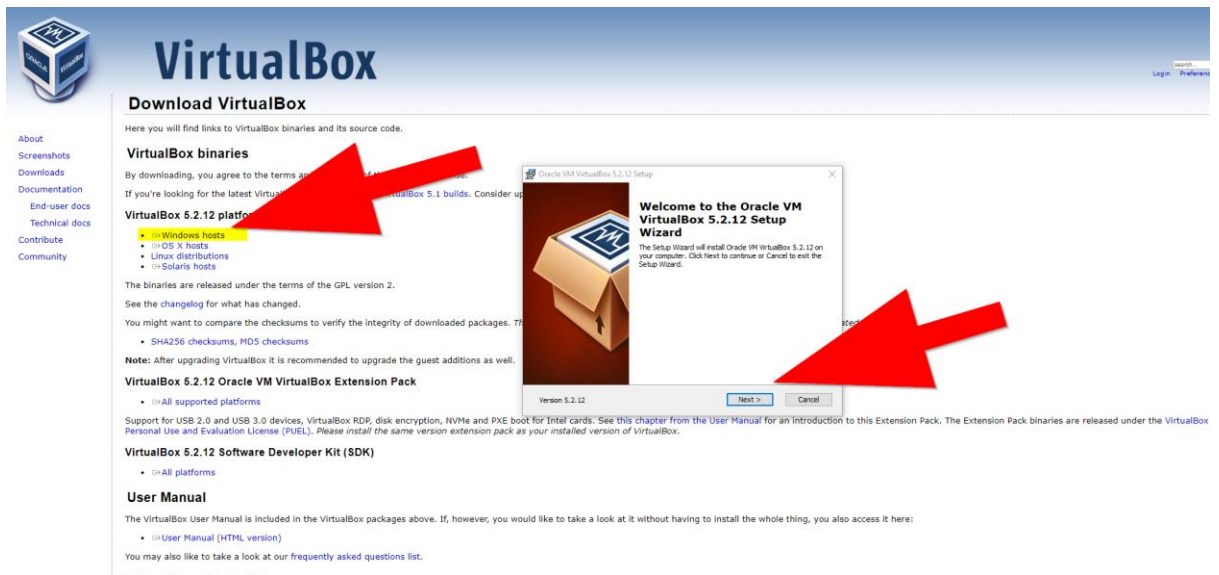 VirtualBox
search...
Login Preferenc
Download VirtualBox
Here you will find links to VirtualBox binaries and its source code.
About
Screenshots
Downloads
Documentation
End-user docs
Technical docs
Contribute
Community
VirtualBox binaries
By downloading, you agree to the terms an
If you're looking for the latest Virtual tualBox 5.1 builds. Consider up
VirtualBox 5.2.12 platfo
Windows hosts
OS X hosts
Linux distributions
Solaris hosts
The binaries are released under the terms of the GPL version 2.
See the changelog for what has changed.
You might want to compare the checksums to verify the integrity of downloaded packages. Th ated
SHA256 checksums, MD5 checksums
Note: After upgrading VirtualBox it is recommended to upgrade the guest additions as well.
VirtualBox 5.2.12 Oracle VM VirtualBox Extension Pack
All supported platforms
Support for USB 2.0 and USB 3.0 devices, VirtualBox RDP, disk encryption, NVMe and PXE boot for Intel cards. See this chapter from the User Manual for an introduction to this Extension Pack. The Extension Pack binaries are released under the VirtualBox
Personal Use and Evaluation License (PUEL). Please install the same version extension pack as your installed version of VirtualBox.
VirtualBox 5.2.12 Software Developer Kit (SDK)
All platforms
User Manual
The VirtualBox User Manual is included in the VirtualBox packages above. If, however, you would like to take a look at it without having to install the whole thing, you also access it here:
User Manual (HTML version)
You may also like to take a look at our frequently asked questions list.
Oracle VM VirtualBox 5.2.12 Setup
Welcome to the Oracle VM
VirtualBox 5.2.12 Setup
Wizard
The Setup Wizard will install Oracle VM VirtualBox 5.2.12 on
your computer. Click Next to continue or Cancel to exit the
Setup Wizard.
Version 5.2.12
Next >
Cancel